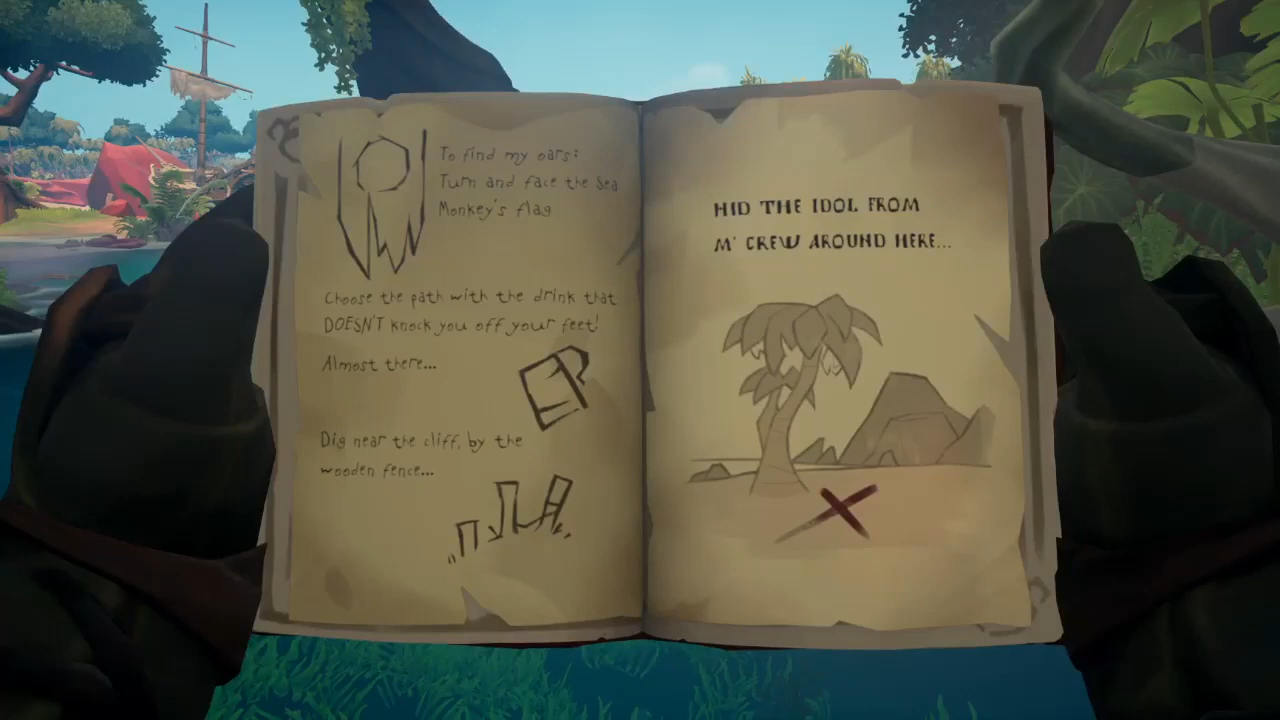 To find my oars:
Turn and face the Sea
Monkey's flag
Choose the path with the drink that
DOESN'T knock you off your feet!
Almost there...
Dig near the cliff, by the
wooden fence...
HID THE IDOL FROM
M' CREW AROUND HERE...